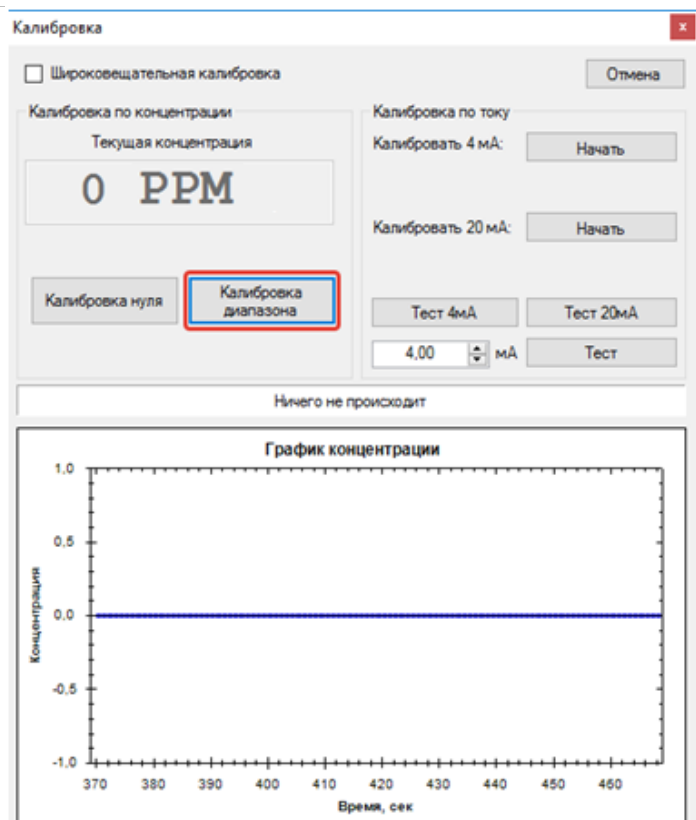 Калибровка
x
Широковещательная калибровка
Отмена
Калибровка по концентрации
Текущая концентрация
0 PPM
Калибровка нуля
Калибровка
диапазона
Калибровка по току
Калибровать 4 мА:
Начать
Калибровать 20 мА:
Начать
Тест 4мА
Тест 20мА
4,00
мА
Тест
Ничего не происходит
График концентрации
Концентрация
1,0
0,5
0,0
-0,5
-1,0
370 380 390 400 410 420 430 440 450 460
Время, сек